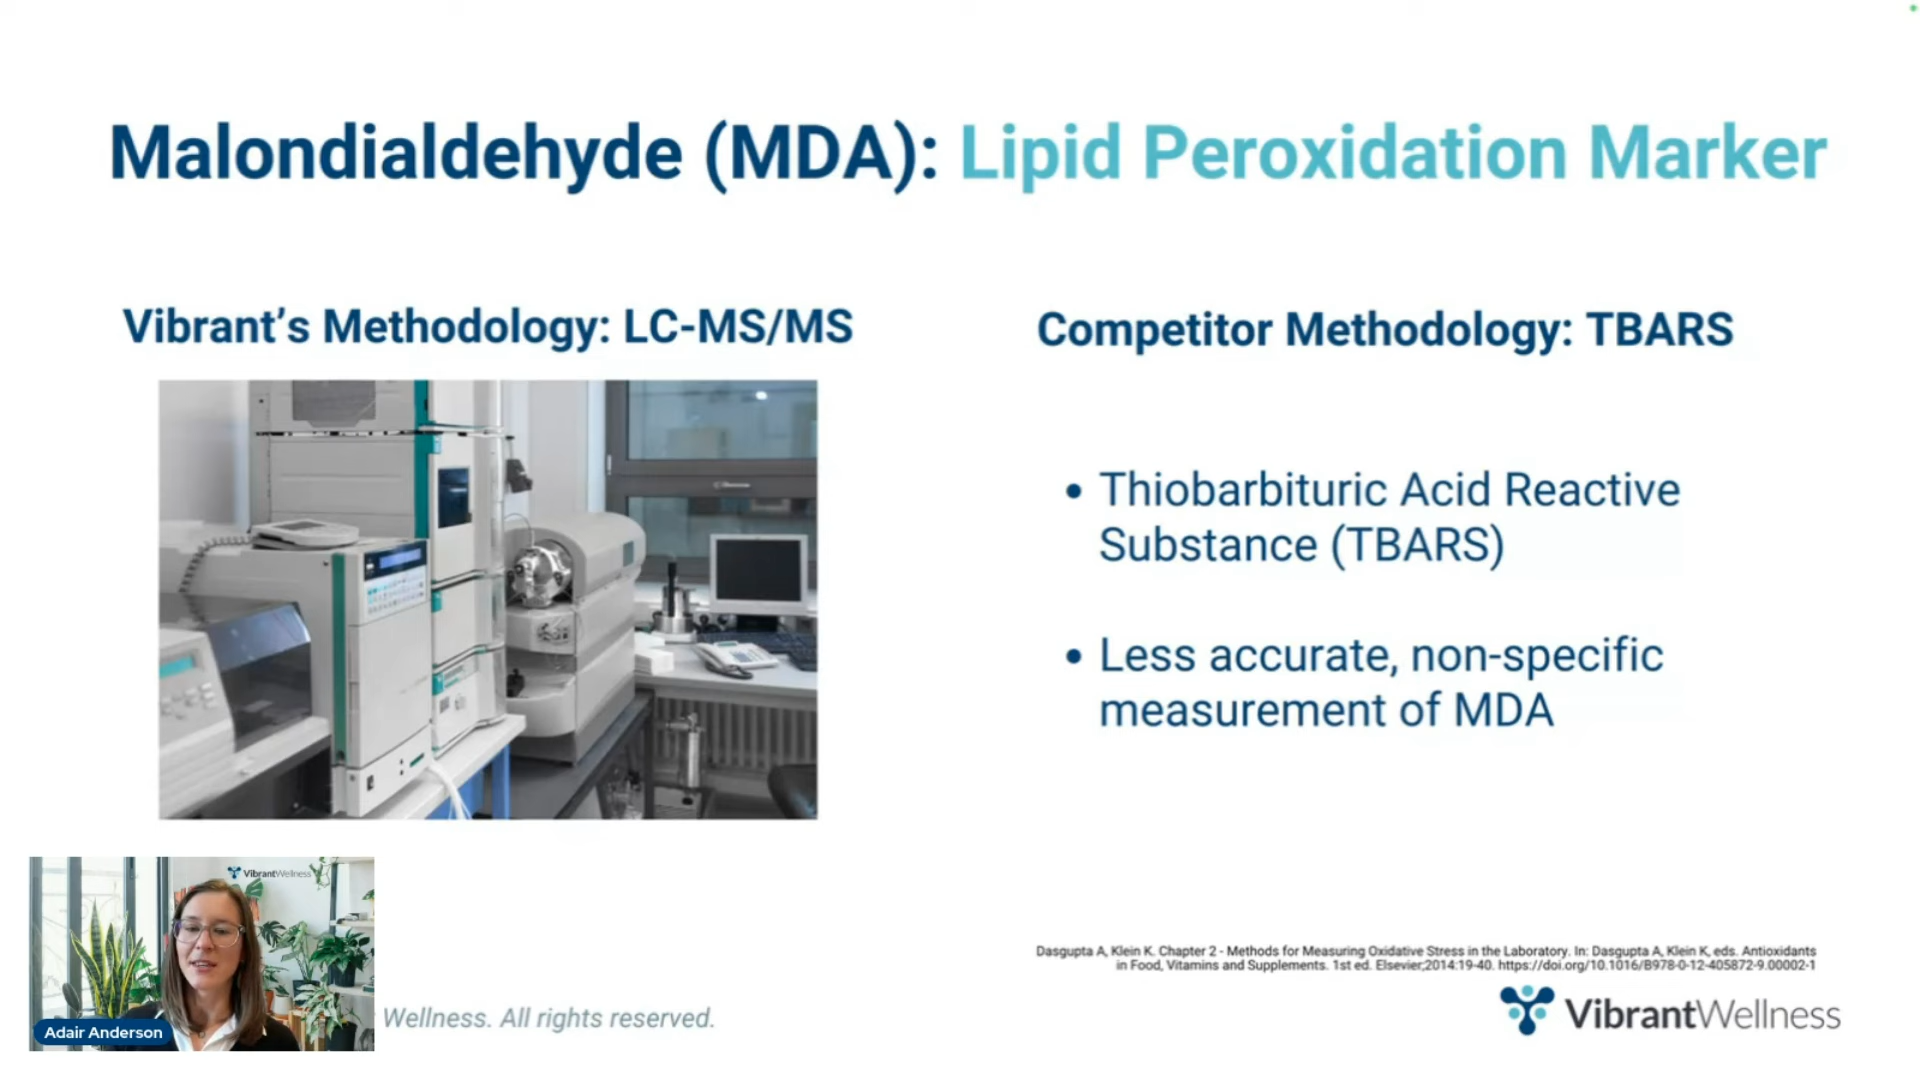 Malondialdehyde (MDA): Lipid Peroxidation Marker
Vibrant’s Methodology: LC-MS/MS
Competitor Methodology: TBARS
• Thiobarbituric Acid Reactive
Substance (TBARS)
• Less accurate, non-specific
measurement of MDA
VibrantWellness
Adair Anderson
Wellness. All rights reserved.
Dasgupta A, Klein K. Chapter 2 - Methods for Measuring Oxidative Stress in the Laboratory. In: Dasgupta A, Klein K, eds. Antioxidants
in Food, Vitamins and Supplements. 1st ed. Elsevier;2014:19-40. https://doi.org/10.1016/B978-0-12-405872-9.00002-1
VibrantWellness